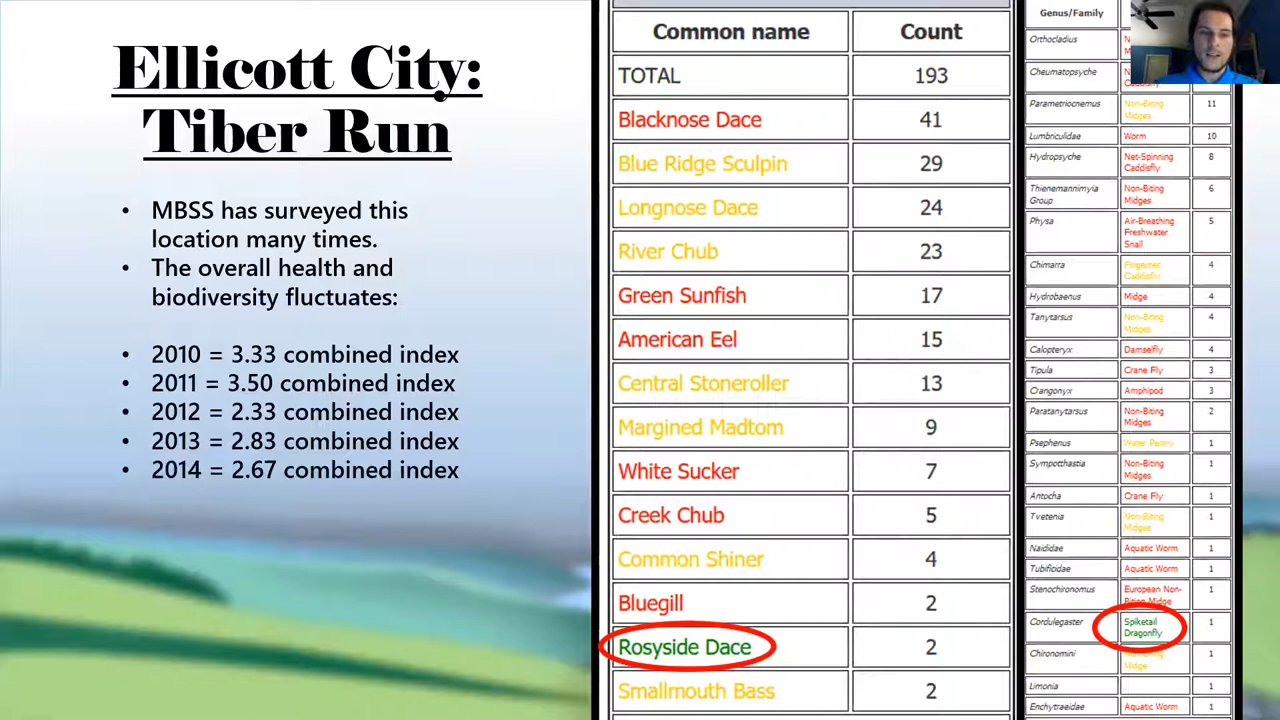 Ellicott City:
Tiber Run
• MBSS has surveyed this
location many times.
• The overall health and
biodiversity fluctuates:
• 2010 = 3.33 combined index
• 2011 = 3.50 combined index
• 2012 = 2.33 combined index
• 2013 = 2.83 combined index
• 2014 = 2.67 combined index
Common name Count
TOTAL 193
Blacknose Dace 41
Blue Ridge Sculpin 29
Longnose Dace 24
River Chub 23
Green Sunfish 17
American Eel 15
Central Stoneroller 13
Margined Madtom 9
White Sucker 7
Creek Chub 5
Common Shiner 4
Bluegill 2
Rosyside Dace 2
Smallmouth Bass 2
Genus/Family
Orthocladius
Cheumatopsyche
Parametriocnemus Non-Biting 11
Midges
Lumbriculidae Worm 10
Hydropsyche Net-Spinning 8
Caddisfly
Thienemannimyia Non-Biting 6
Group Midges
Physa Air-Breathing 5
Freshwater
Snail
Chimarra Fingernet 4
Caddisfly
Hydrobaenus Midge 4
Tanytarsus Non-Biting 4
Midges
Calopteryx Damselfly 4
Tipula Crane Fly 3
Crangonyx Amphipod 3
Paratanytarsus Non-Biting 2
Midges
Psephenus Water Penny 1
Sympotthastia Non-Biting 1
Midges
Antocha Crane Fly 1
Tvetenia Non-Biting 1
Midges
Naididae Aquatic Worm 1
Tubificidae Aquatic Worm 1
Stenochironomus European Non- 1
Biting Midge
Cordulegaster Spiketail 1
Dragonfly
Chironomini 1
Midge
Limonia 1
Enchytraeidae Aquatic Worm 1